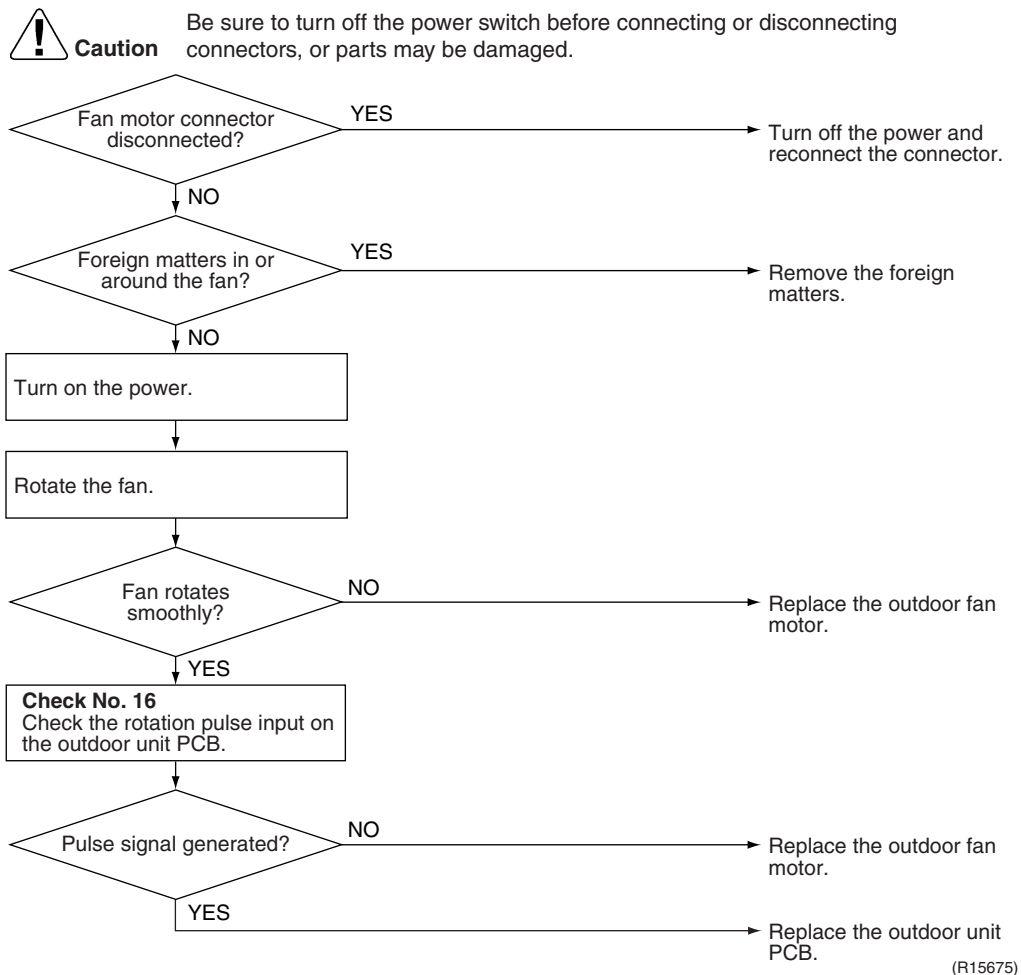 Be sure to turn off the power switch before connecting or disconnecting
Caution connectors, or parts may be damaged.
Fan motor connector
disconnected?
YES
Turn off the power and
reconnect the connector.
NO
Foreign matters in or
around the fan?
YES
Remove the foreign
matters.
NO
Turn on the power.
Rotate the fan.
Fan rotates
smoothly?
NO
Replace the outdoor fan
motor.
YES
Check No. 16
Check the rotation pulse input on
the outdoor unit PCB.
Pulse signal generated?
NO
Replace the outdoor fan
motor.
YES
Replace the outdoor unit
PCB.
(R15675)